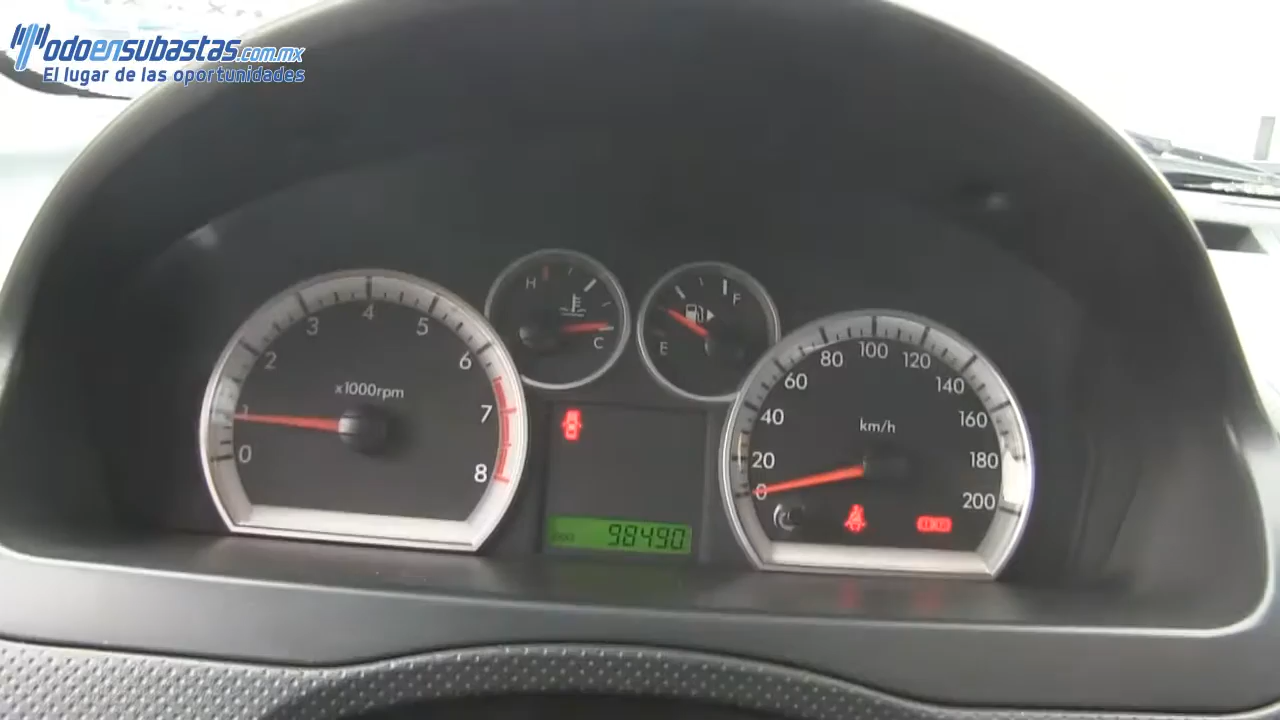 Todoensubastas.com.mx
El lugar de las oportunidades
0
1
2
3
4
5
6
7
8
x1000rpm
H
C
F
E
98490
0
20
40
60
80
100
120
140
160
180
200
km/h